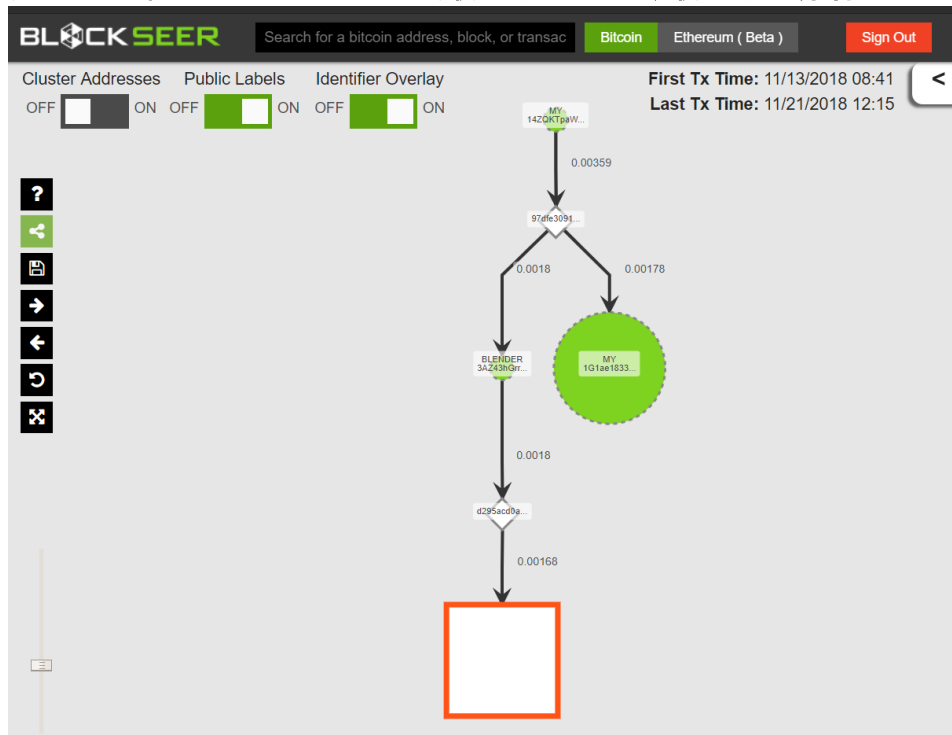 BLOCKSEER
Search for a bitcoin address, block, or transac
Bitcoin
Ethereum ( Beta )
Sign Out
Cluster Addresses
Public Labels
Identifier Overlay
OFF ON OFF ON OFF ON
First Tx Time: 11/13/2018 08:41
Last Tx Time: 11/21/2018 12:15
<
MY
14ZQKTpaW...
0.00359
?
97dfe3091...
0.0018
0.00178
BLENDER
3AZ43hGrr...
MY
1G1ae1833...
0.0018
d295acd0a...
0.00168